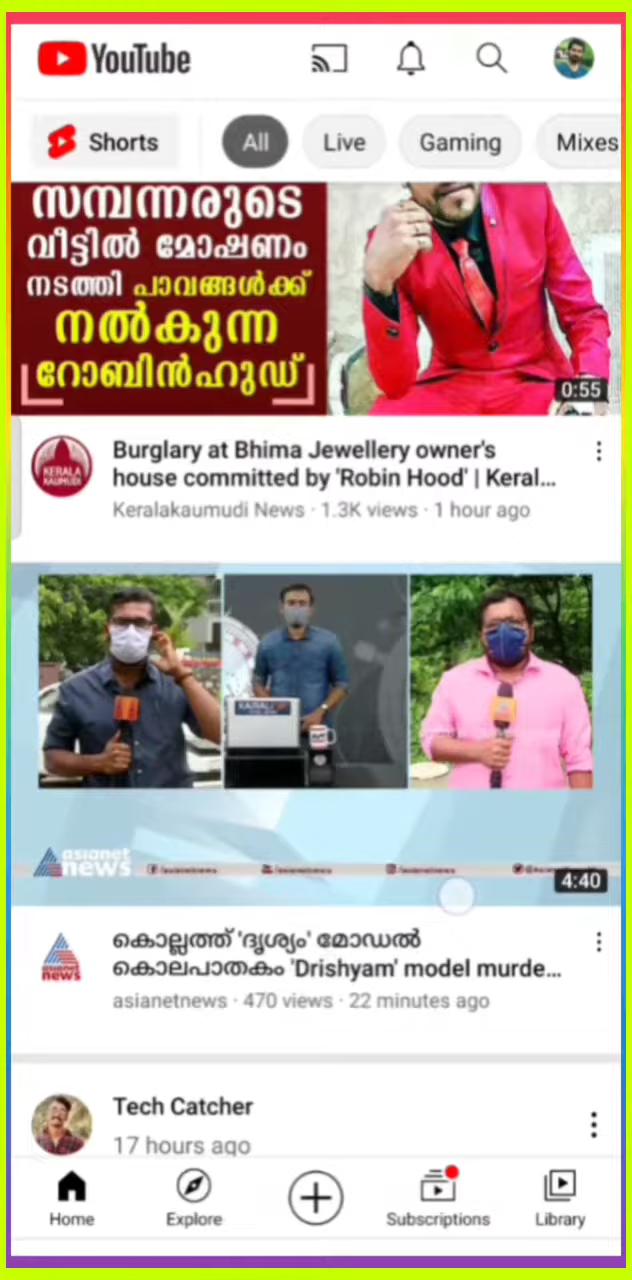 YouTube
Shorts
All
Live
Gaming
Mixes
സമ്പന്നരുടെ
വീട്ടിൽ മോഷണം
നടത്തി പാവങ്ങൾക്ക്
നൽകുന്ന
റോബിൻഹുഡ്
0:55
KERALA
KAUMUDI
Burglary at Bhima Jewellery owner's
house committed by 'Robin Hood' | Keral...
Keralakaumudi News · 1.3K views · 1 hour ago
asianet
news
4:40
asianet
news
കൊല്ലത്ത് 'ദൃശ്യം' മോഡൽ
കൊലപാതകം 'Drishyam' model murde...
asianetnews · 470 views · 22 minutes ago
Tech Catcher
17 hours ago
Home
Explore
Subscriptions
Library